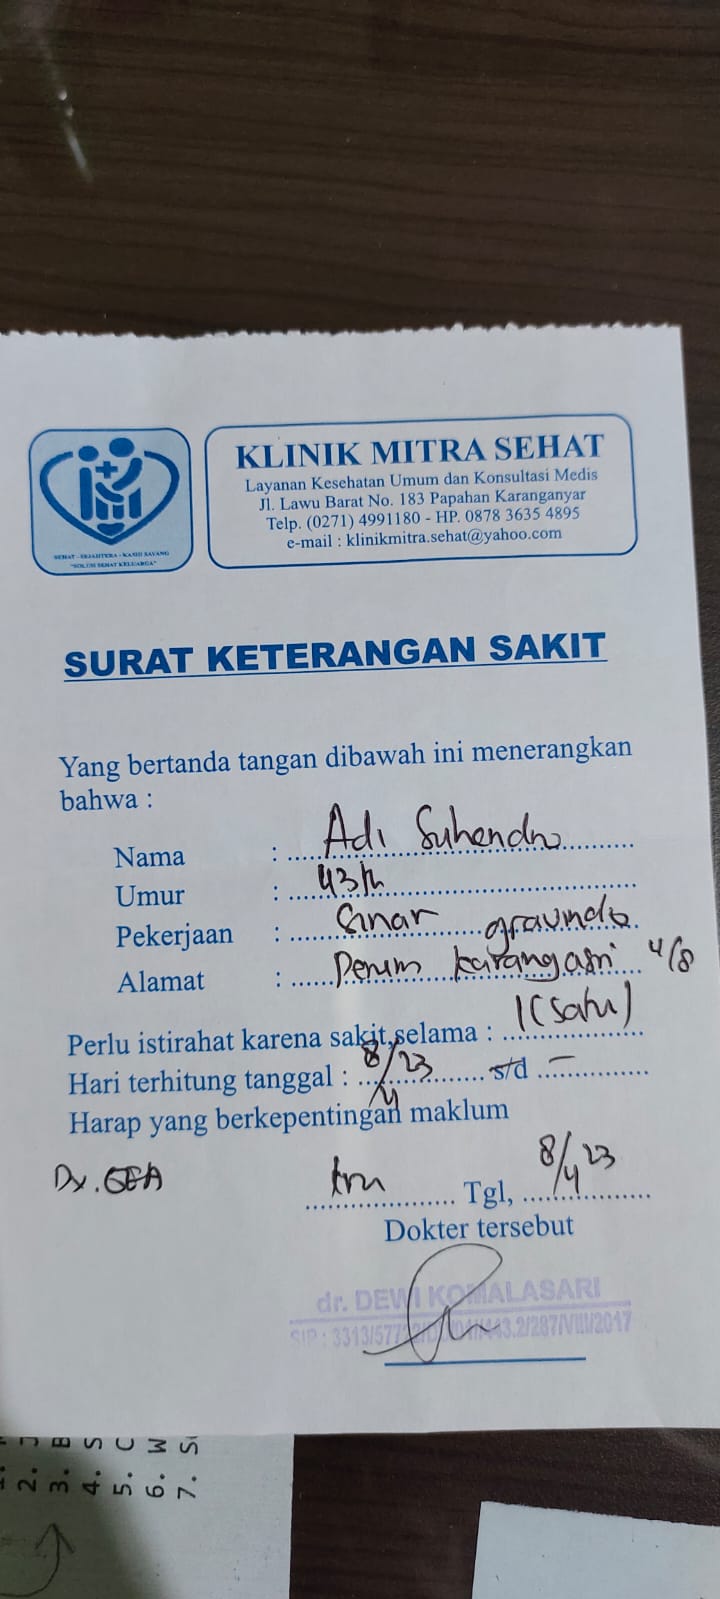 KLINIK MITRA SEHAT
Layanan Kesehatan Umum dan Konsultasi Medis
Jl. Lawu Barat No. 183 Papahan Karanganyar
Telp. (0271) 4991180 - HP. 0878 3635 4895
e-mail : klinikmitra.sehat@yahoo.com
SEHAT - SEJAHTERA - KASIH SAYANG
"SOLUSI SEHAT KELUARGA"
SURAT KETERANGAN SAKIT
Yang bertanda tangan dibawah ini menerangkan
bahwa :
Nama : Adi Suhendro
Umur : 43th
Pekerjaan : Sinar gravindo
Alamat : Perum karangasri 4/8
Perlu istirahat karena sakit,selama : 1 (satu)
Hari terhitung tanggal : 8/4 23 s/d –
Harap yang berkepentingan maklum
Dx. GEA
Tgl, 8/4 23
Dokter tersebut
dr. DEWI KOMALASARI
SIP : 3313/577 443.2/287/VIII/2017
2.
3.
4. S
5. C
6. W
7.